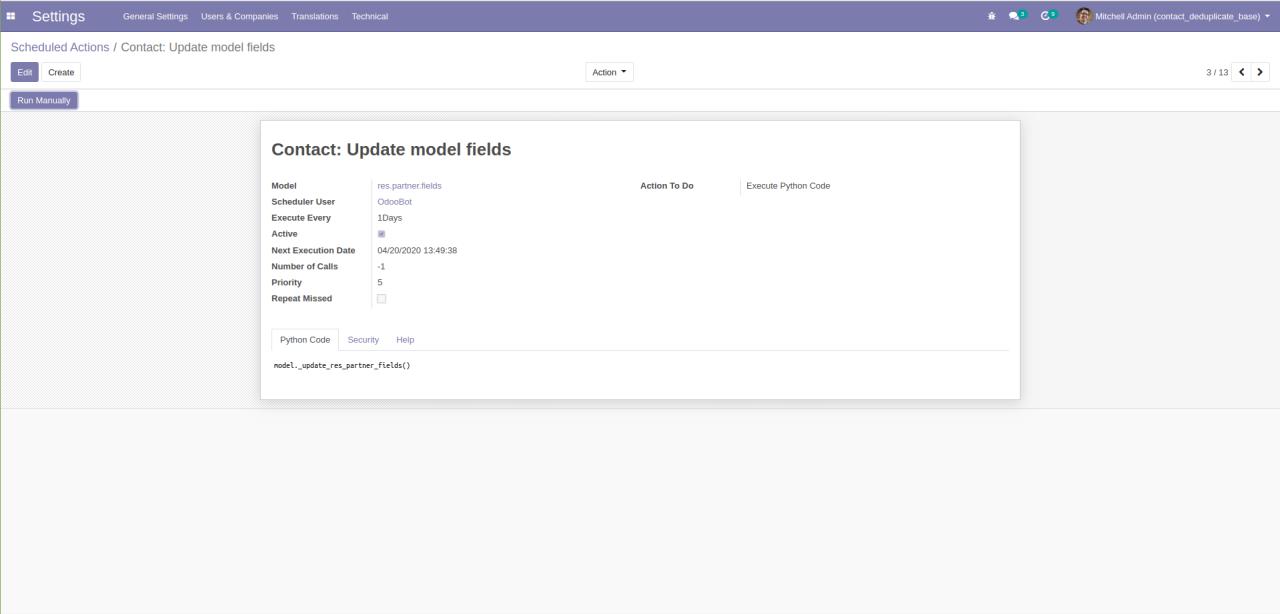 Settings General Settings Users & Companies Translations Technical 3 9 Mitchell Admin (contact_deduplicate_base)
Scheduled Actions / Contact: Update model fields
Edit Create Action 3 / 13
Run Manually
Contact: Update model fields
Model res.partner.fields Action To Do Execute Python Code
Scheduler User OdooBot
Execute Every 1Days
Active
Next Execution Date 04/20/2020 13:49:38
Number of Calls -1
Priority 5
Repeat Missed
Python Code Security Help
model._update_res_partner_fields()